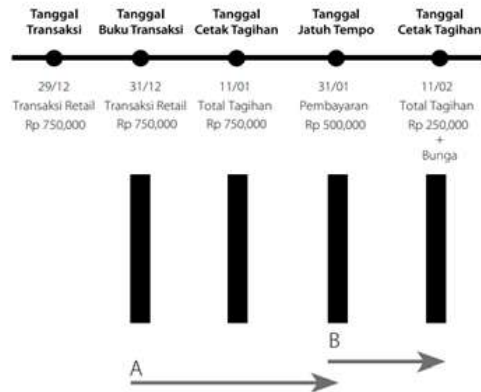 Tanggal
Transaksi
29/12
Transaksi Retail
Rp 750,000
Tanggal
Buku Transaksi
31/12
Transaksi Retail
Rp 750,000
Tanggal
Cetak Tagihan
11/01
Total Tagihan
Rp 750,000
Tanggal
Jatuh Tempo
31/01
Pembayaran
Rp 500,000
Tanggal
Cetak Tagihan
11/02
Total Tagihan
Rp 250,000
+
Bunga
A
B